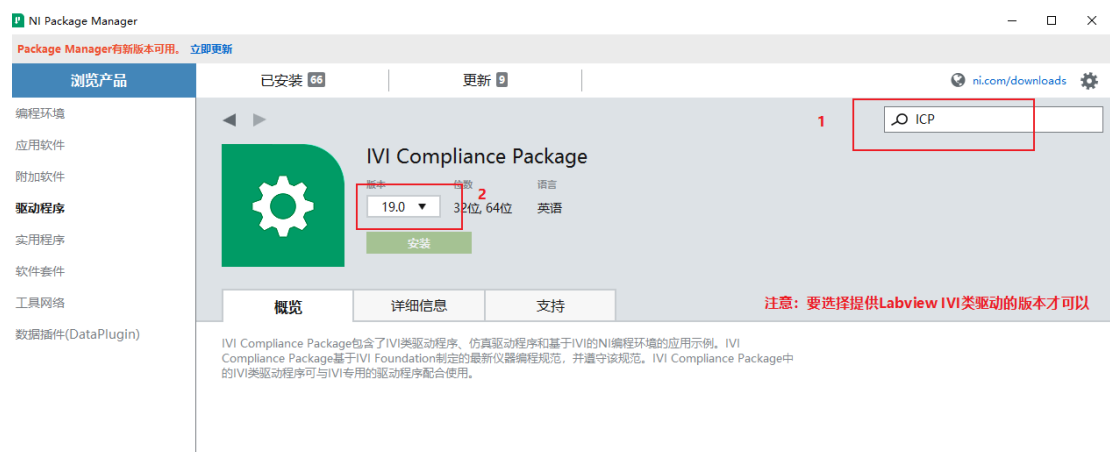 NI Package Manager
Package Manager有新版本可用。 立即更新
浏览产品
已安装 66
更新 9
ni.com/downloads
编程环境
应用软件
附加软件
驱动程序
实用程序
软件套件
工具网络
数据插件(DataPlugin)
1
ICP
IVI Compliance Package
版本 位数 语言
2
19.0 32位, 64位 英语
安装
概览 详细信息 支持
注意：要选择提供Labview IVI类驱动的版本才可以
IVI Compliance Package包含了IVI类驱动程序、仿真驱动程序和基于IVI的NI编程环境的应用示例。IVI
Compliance Package基于IVI Foundation制定的最新仪器编程规范，并遵守该规范。IVI Compliance Package中
的IVI类驱动程序可与IVI专用的驱动程序配合使用。